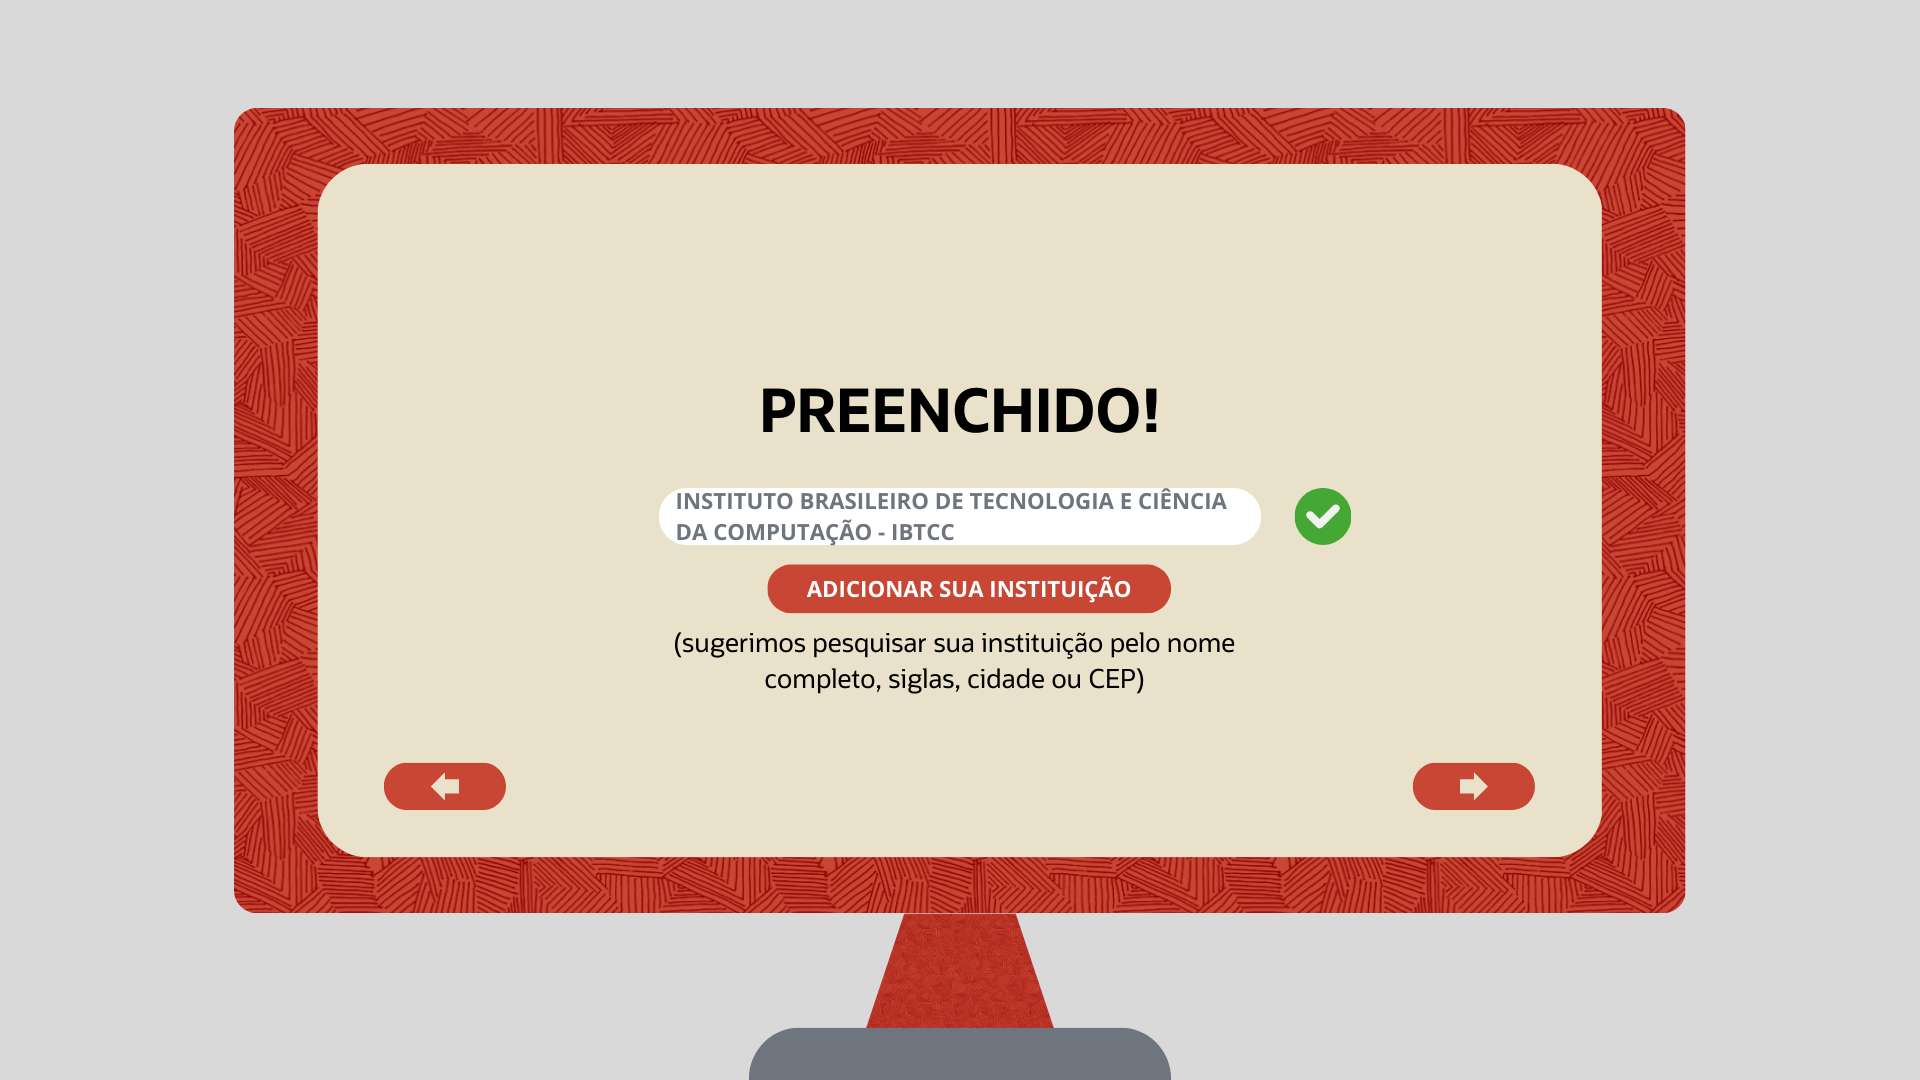 PREENCHIDO!
INSTITUTO BRASILEIRO DE TECNOLOGIA E CIÊNCIA
DA COMPUTAÇÃO - IBTCC
ADICIONAR SUA INSTITUIÇÃO
(sugerimos pesquisar sua instituição pelo nome
completo, siglas, cidade ou CEP)